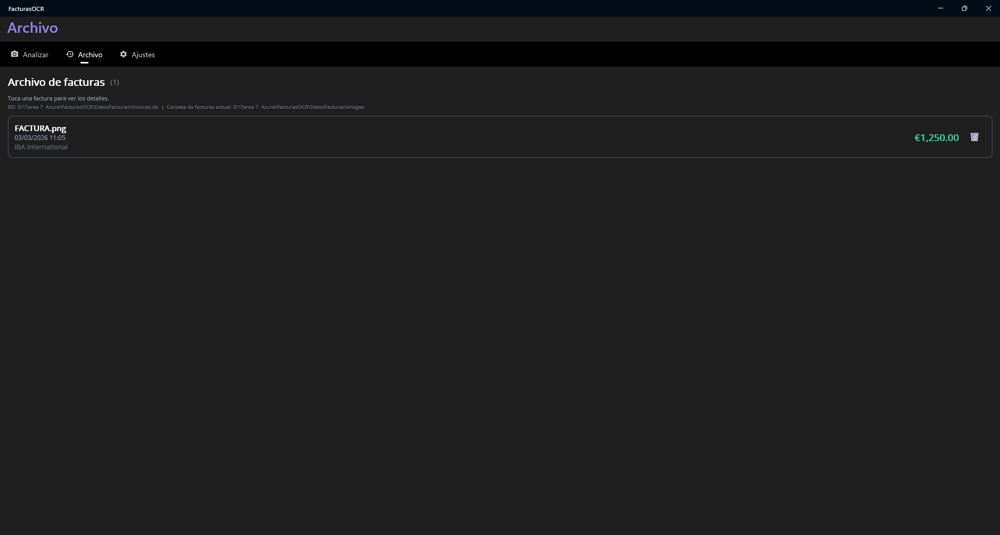 FacturasOCR
Archivo
Analizar Archivo Ajustes
Archivo de facturas (1)
Toca una factura para ver los detalles.
BD: D:\Tarea 7 Azure\FacturasOCR\DatosFacturas\invoices.db | Carpeta de facturas actual: D:\Tarea 7 Azure\FacturasOCR\DatosFacturas\images
FACTURA.png
03/03/2026 11:05
IBA International
€1,250.00